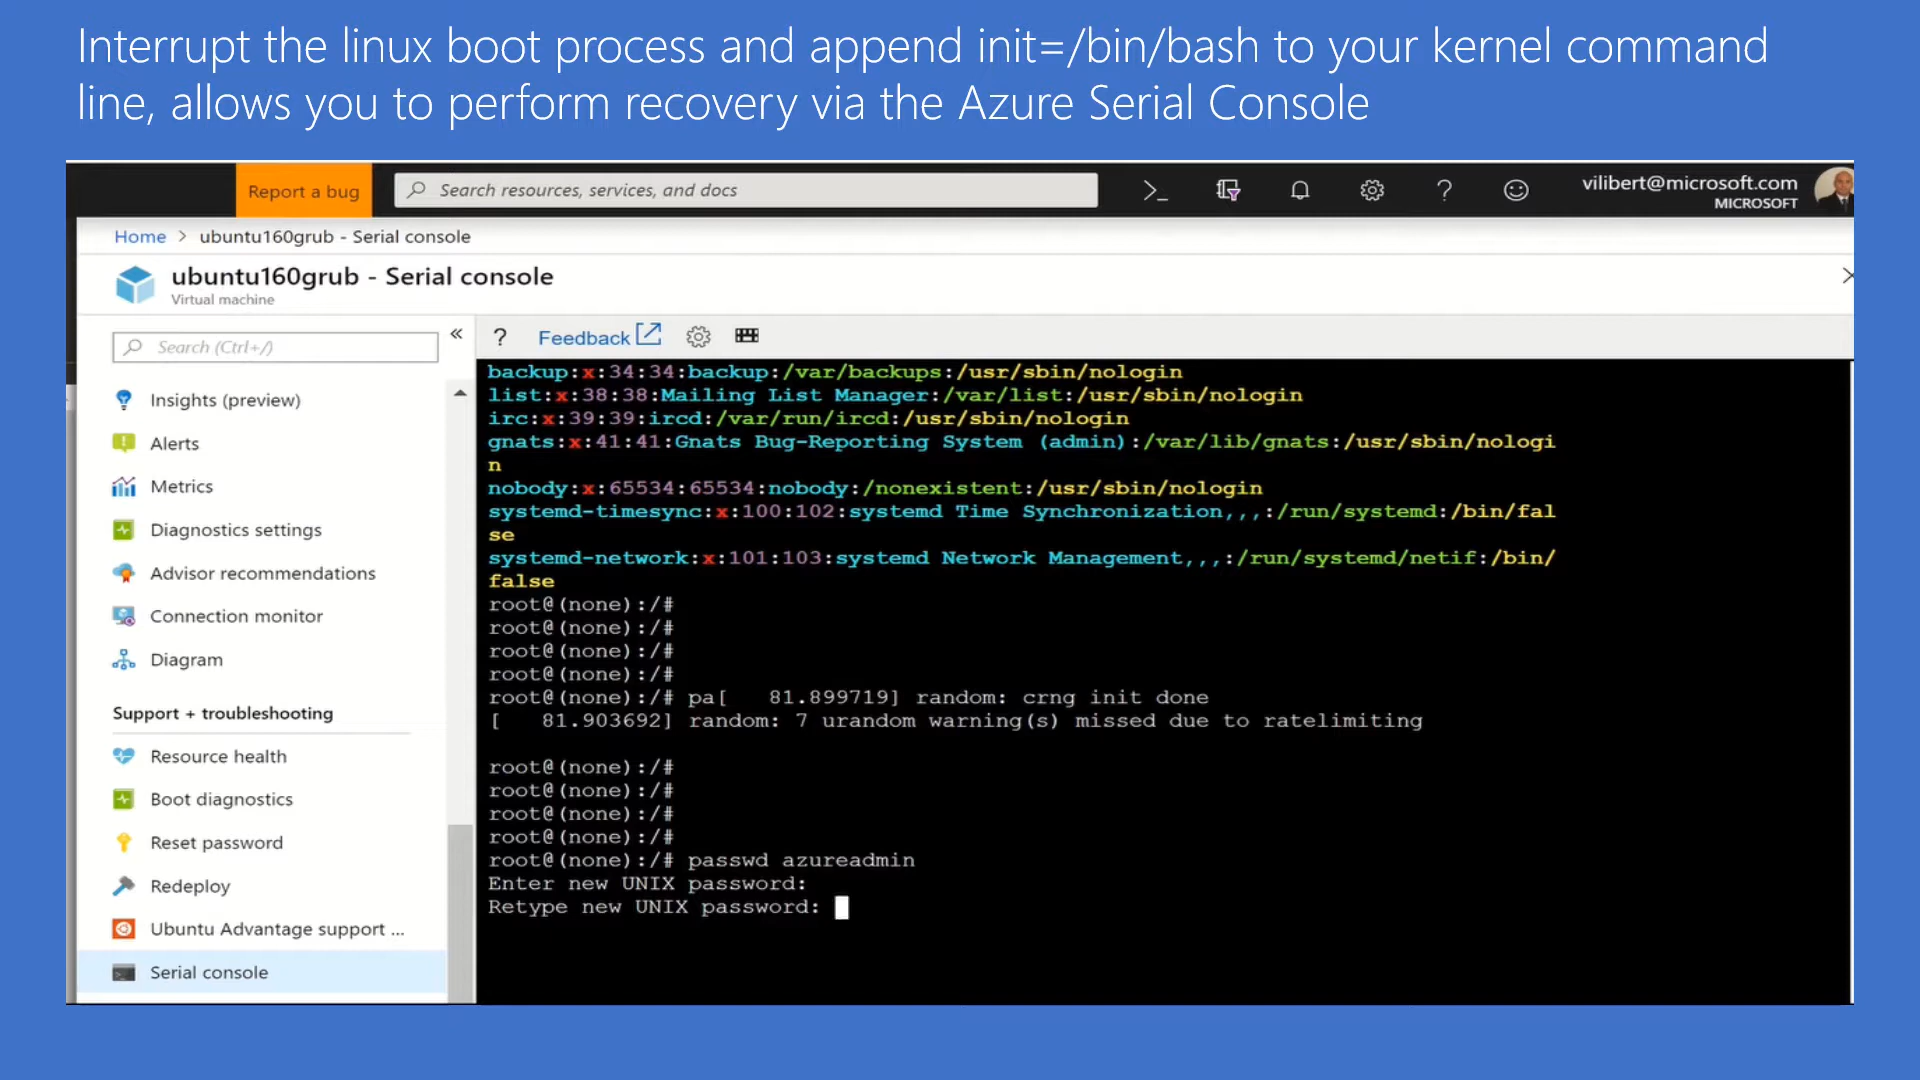 Interrupt the linux boot process and append init=/bin/bash to your kernel command
line, allows you to perform recovery via the Azure Serial Console
Report a bug
Search resources, services, and docs
vilibert@microsoft.com
MICROSOFT
Home > ubuntu160grub - Serial console
ubuntu160grub - Serial console
Virtual machine
Search (Ctrl+/)
«
Insights (preview)
Alerts
Metrics
Diagnostics settings
Advisor recommendations
Connection monitor
Diagram
Support + troubleshooting
Resource health
Boot diagnostics
Reset password
Redeploy
Ubuntu Advantage support ...
Serial console
? Feedback
backup:x:34:34:backup:/var/backups:/usr/sbin/nologin
list:x:38:38:Mailing List Manager:/var/list:/usr/sbin/nologin
irc:x:39:39:ircd:/var/run/ircd:/usr/sbin/nologin
gnats:x:41:41:Gnats Bug-Reporting System (admin):/var/lib/gnats:/usr/sbin/nologi
n
nobody:x:65534:65534:nobody:/nonexistent:/usr/sbin/nologin
systemd-timesync:x:100:102:systemd Time Synchronization,,,:/run/systemd:/bin/fal
se
systemd-network:x:101:103:systemd Network Management,,,:/run/systemd/netif:/bin/
false
root@(none):/#
root@(none):/#
root@(none):/#
root@(none):/#
root@(none):/# pa[   81.899719] random: crng init done
[   81.903692] random: 7 urandom warning(s) missed due to ratelimiting
root@(none):/#
root@(none):/#
root@(none):/#
root@(none):/#
root@(none):/# passwd azureadmin
Enter new UNIX password:
Retype new UNIX password: